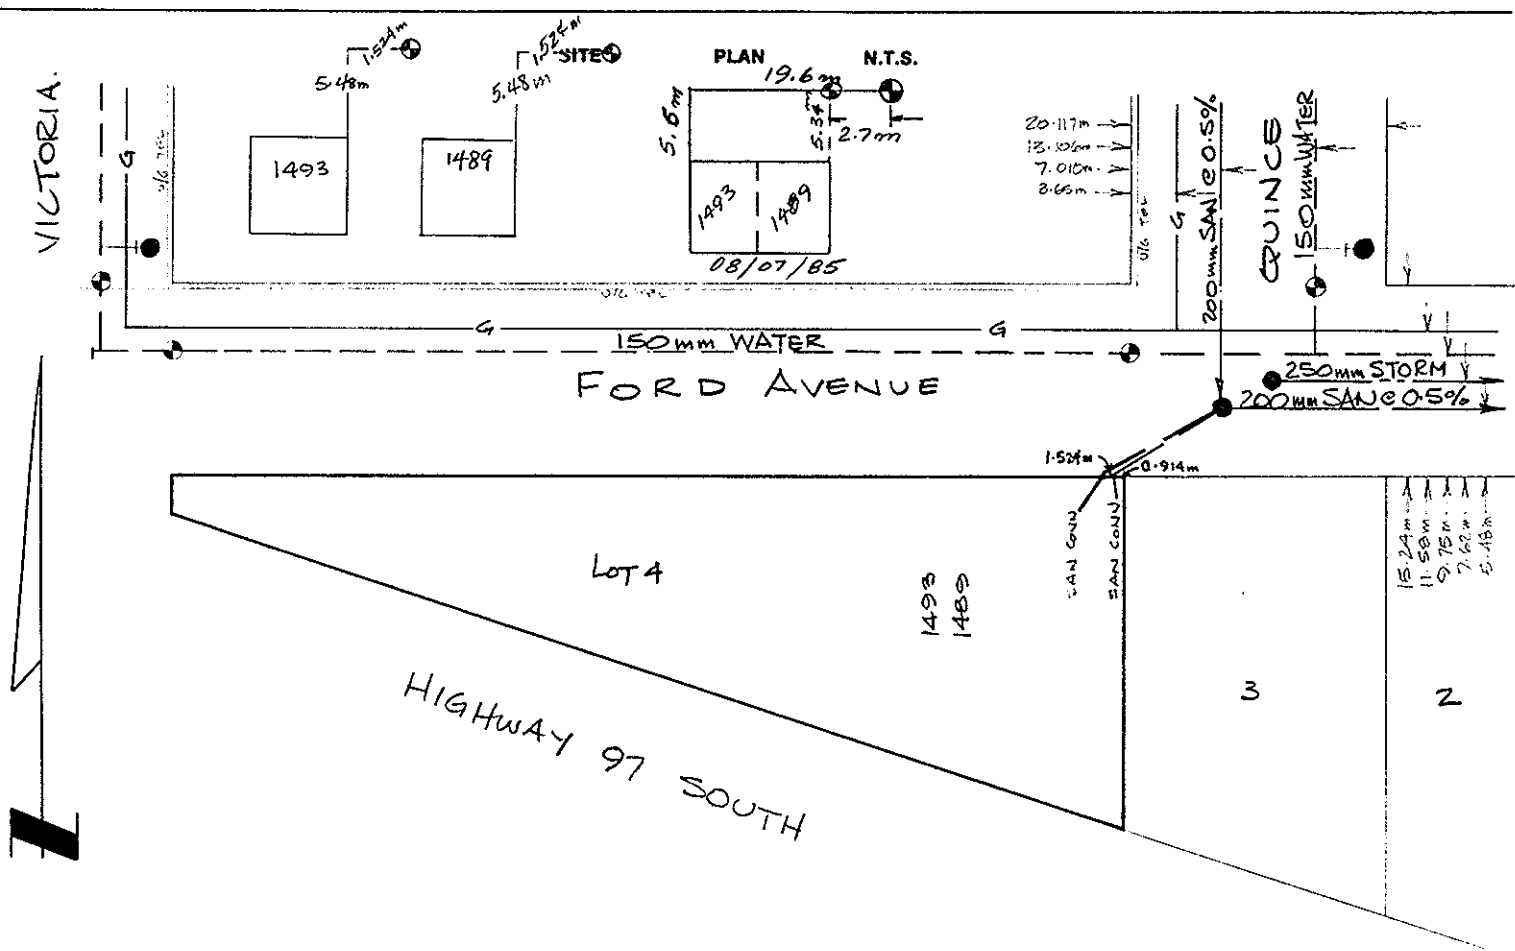 SITE PLAN N.T.S.
1.524m
5.48m
1.524m
5.48m
19.6m
5.6m
5.34
2.7m
1493
1489
1493
1489
08/07/85
VICTORIA.
G
U/G TEL
20.117m
13.106m
7.010m
3.65m
U/G TEL
G
200mm SAN @ 0.5%
QUINCE
150mm WATER
U/G TEL
G
G
150mm WATER
FORD AVENUE
250mm STORM
200mm SAN @ 0.5%
1.524m
0.914m
SAN CONN
SAN CONN
15.24m
11.58m
9.75m
7.62m
5.48m
LOT 4
1493
1489
3
2
HIGHWAY 97 SOUTH